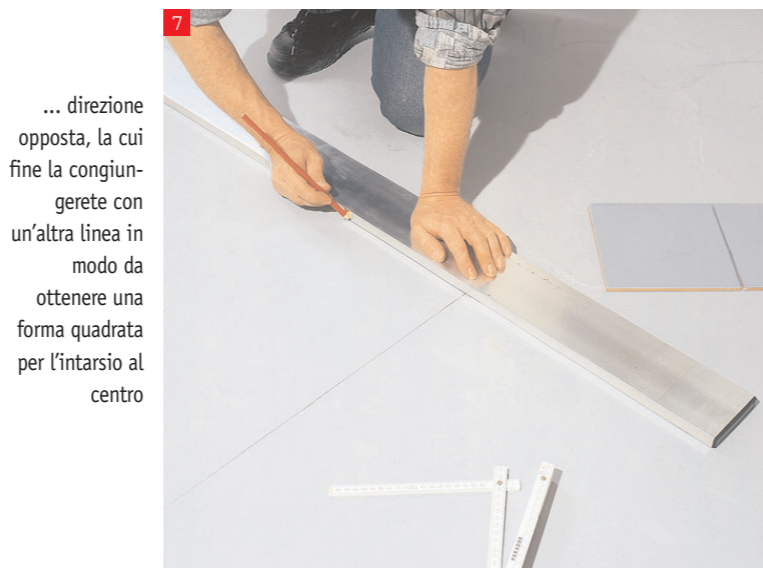 7
... direzione
opposta, la cui
fine la congiun-
gerete con
un'altra linea in
modo da
ottenere una
forma quadrata
per l'intarsio al
centro